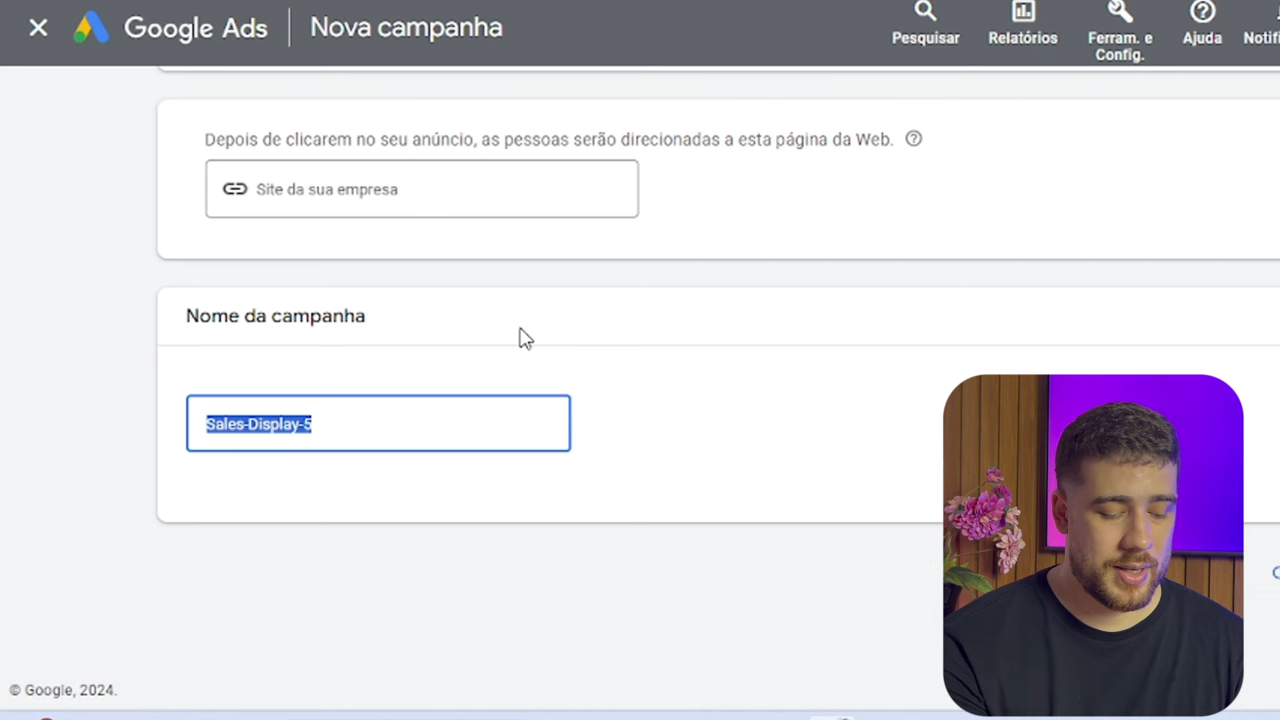 Google Ads
Nova campanha
Pesquisar
Relatórios
Ferram. e
Config.
Ajuda
Depois de clicarem no seu anúncio, as pessoas serão direcionadas a esta página da Web.
Site da sua empresa
Nome da campanha
Sales-Display-5
© Google, 2024.